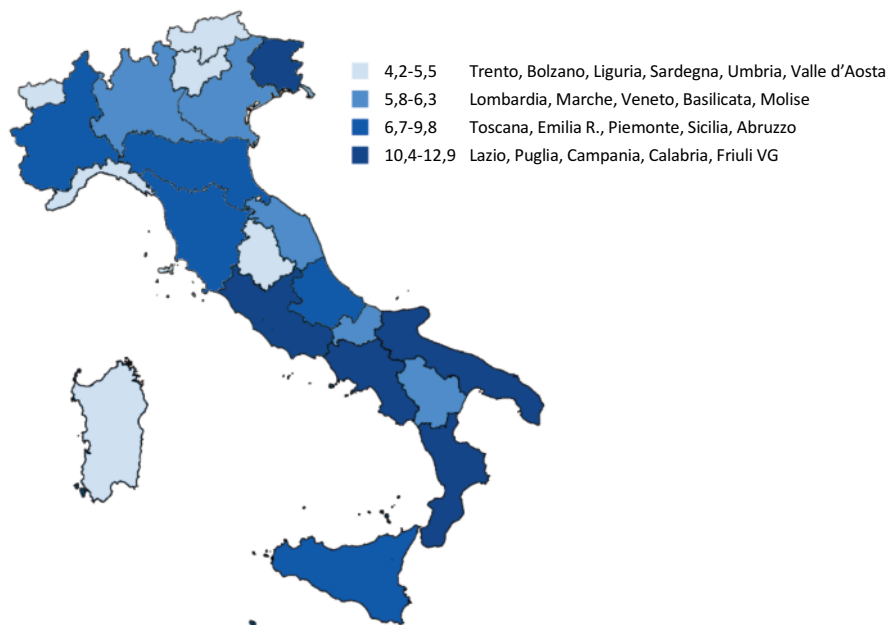 4,2-5,5 Trento, Bolzano, Liguria, Sardegna, Umbria, Valle d’Aosta
5,8-6,3 Lombardia, Marche, Veneto, Basilicata, Molise
6,7-9,8 Toscana, Emilia R., Piemonte, Sicilia, Abruzzo
10,4-12,9 Lazio, Puglia, Campania, Calabria, Friuli VG